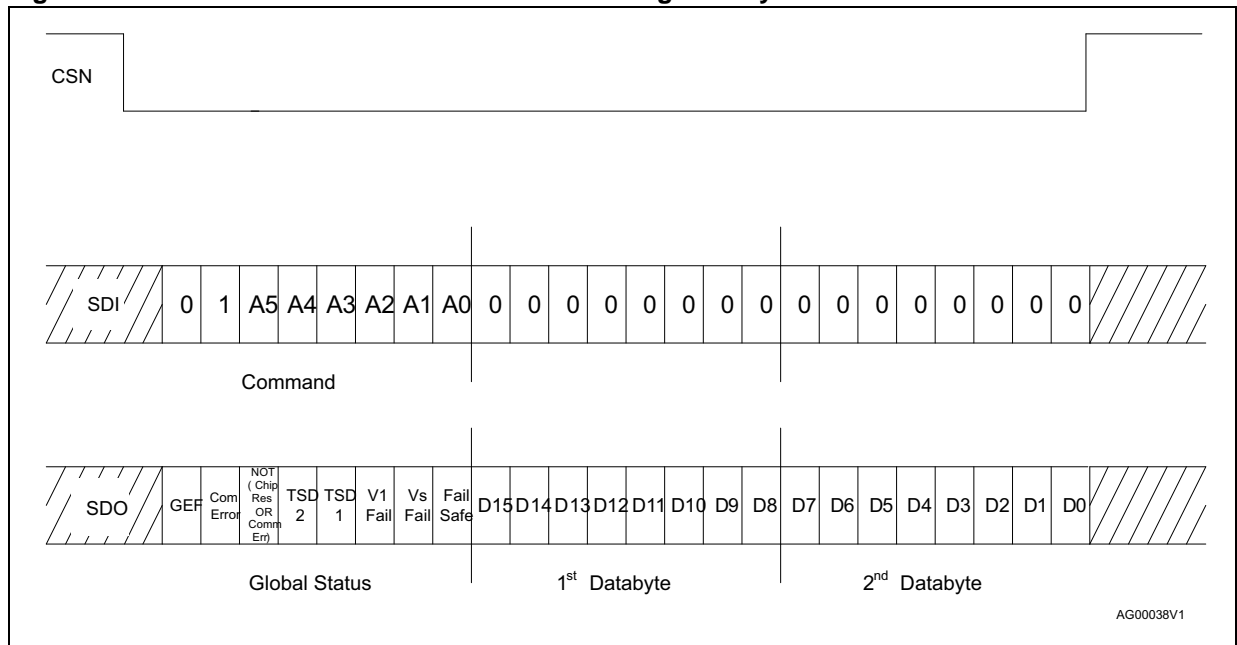 CSN
SDI 0 1 A5 A4 A3 A2 A1 A0 0 0 0 0 0 0 0 0 0 0 0 0 0 0 0 0
Command
SDO GEF Com Error NOT ( Chip Res OR Comm Err) TSD 2 TSD 1 V1 Fail Vs Fail Fail Safe D15 D14 D13 D12 D11 D10 D9 D8 D7 D6 D5 D4 D3 D2 D1 D0
Global Status 1st Databyte 2nd Databyte
AG00038V1